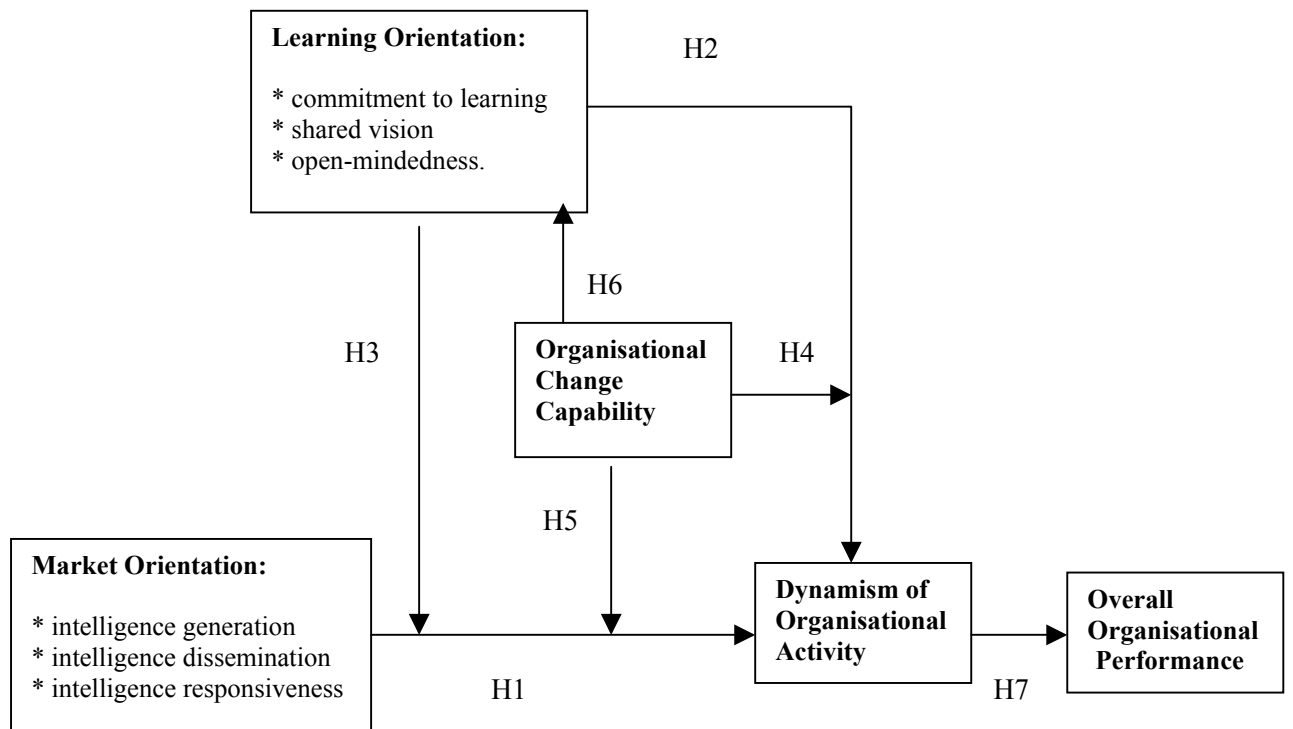 Learning Orientation:
* commitment to learning
* shared vision
* open-mindedness.
H2
H6
H3
Organisational
Change
Capability
H4
H5
Market Orientation:
* intelligence generation
* intelligence dissemination
* intelligence responsiveness
H1
Dynamism of
Organisational
Activity
H7
Overall
Organisational
Performance